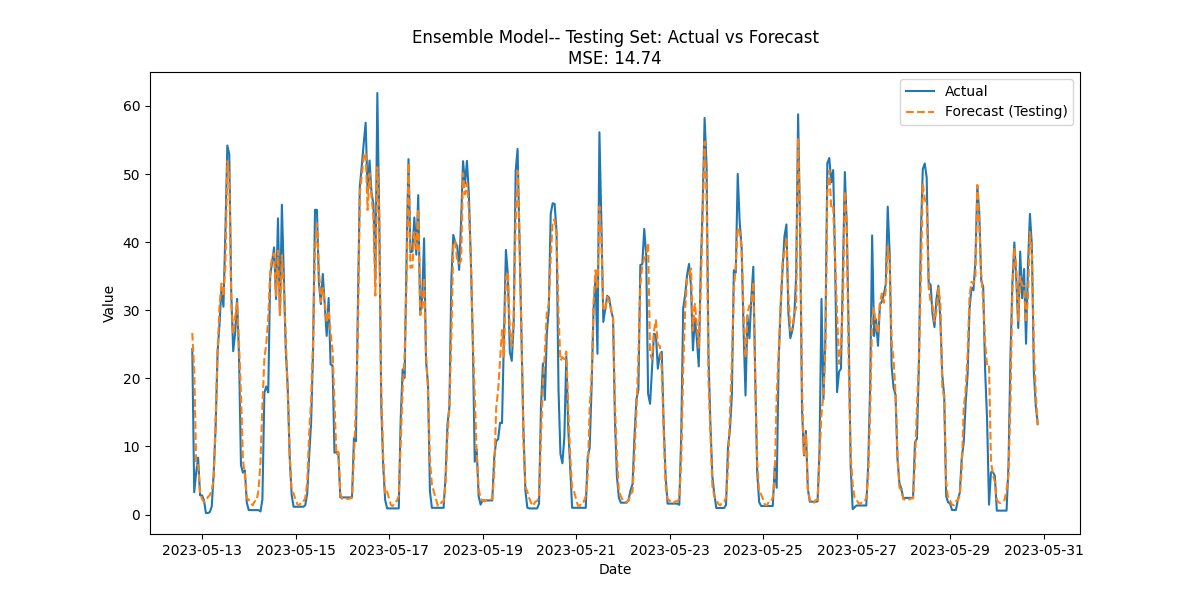 Ensemble Model-- Testing Set: Actual vs Forecast
MSE: 14.74
Actual
Forecast (Testing)
60
50
40
30
20
10
0
Value
2023-05-13 2023-05-15 2023-05-17 2023-05-19 2023-05-21 2023-05-23 2023-05-25 2023-05-27 2023-05-29 2023-05-31
Date